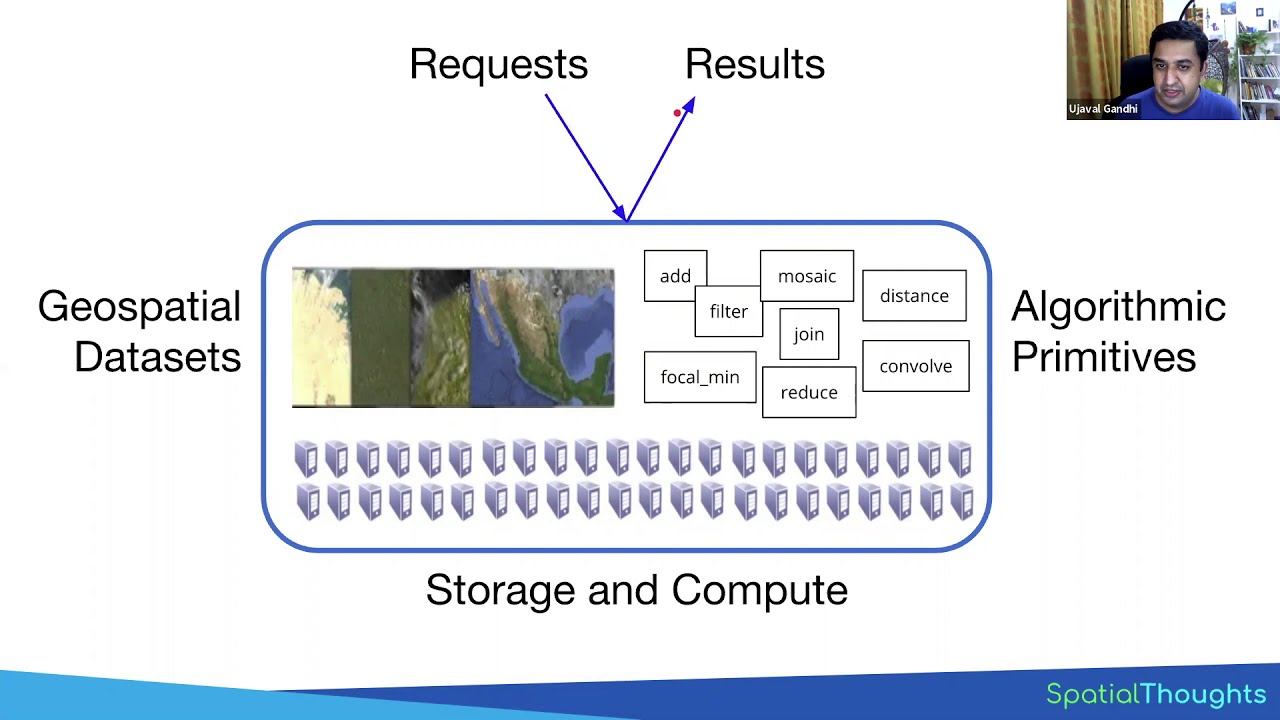 Requests
Results
Ujaval Gandhi
Geospatial
Datasets
add
filter
mosaic
join
distance
focal_min
reduce
convolve
Algorithmic
Primitives
Storage and Compute
SpatialThoughts